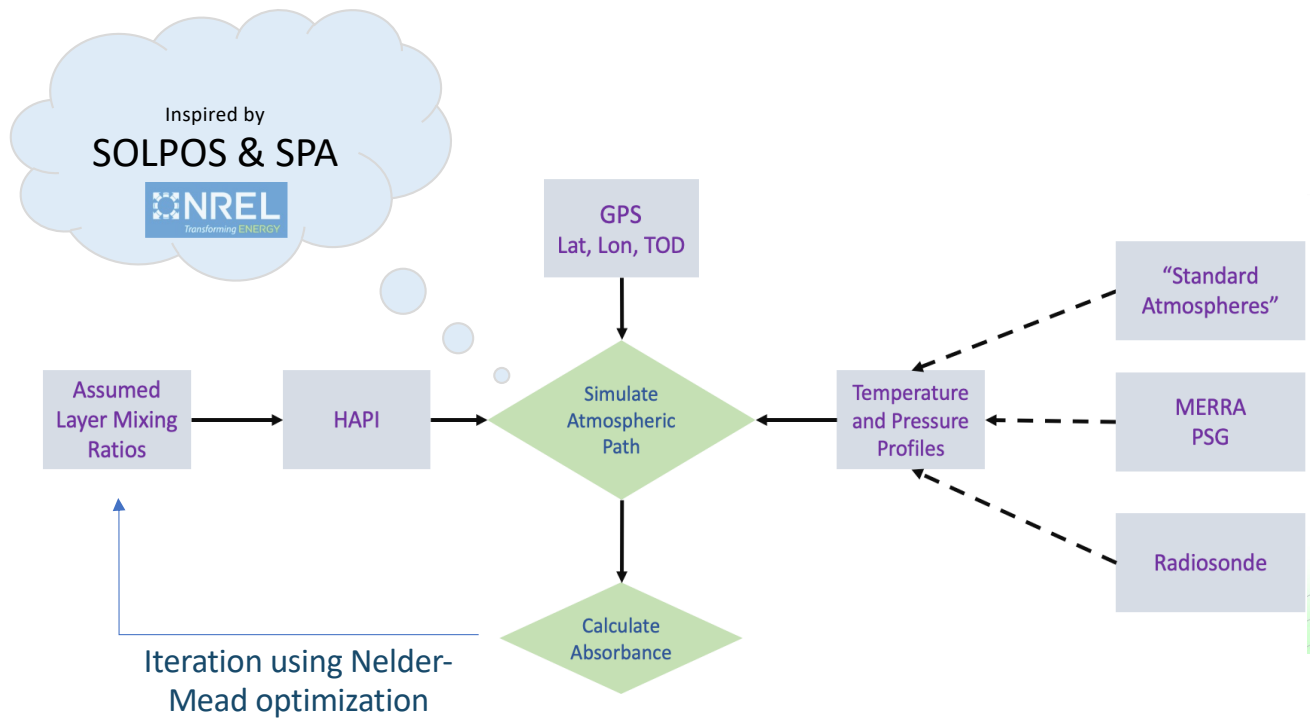 Inspired by
SOLPOS & SPA
NREL
Transforming ENERGY
GPS
Lat, Lon, TOD
“Standard
Atmospheres”
Assumed
Layer Mixing
Ratios
HAPI
Simulate
Atmospheric
Path
Temperature
and Pressure
Profiles
MERRA
PSG
Radiosonde
Calculate
Absorbance
Iteration using Nelder-
Mead optimization